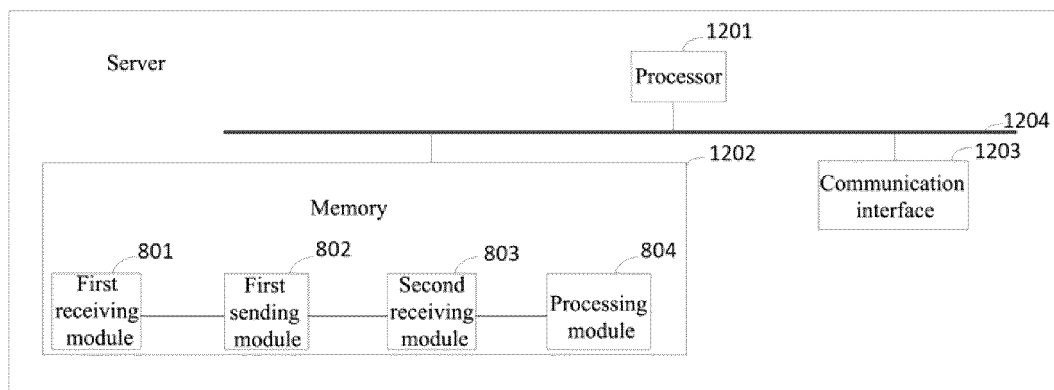 1201
Server
Processor
1204
1202
1203
Communication
interface
Memory
801
802
803
804
First
receiving
module
First
sending
module
Second
receiving
module
Processing
module